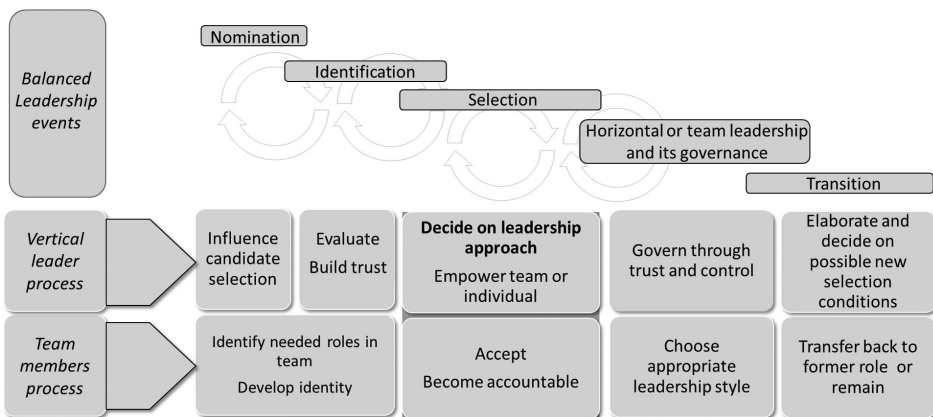 Balanced
Leadership
events
Nomination
Identification
Selection
Horizontal or team leadership
and its governance
Transition
Vertical
leader
process
Influence
candidate
selection
Evaluate
Build trust
Decide on leadership
approach
Empower team or
individual
Govern through
trust and control
Elaborate and
decide on
possible new
selection
conditions
Team
members
process
Identify needed roles in
team
Develop identity
Accept
Become accountable
Choose
appropriate
leadership style
Transfer back to
former role or
remain